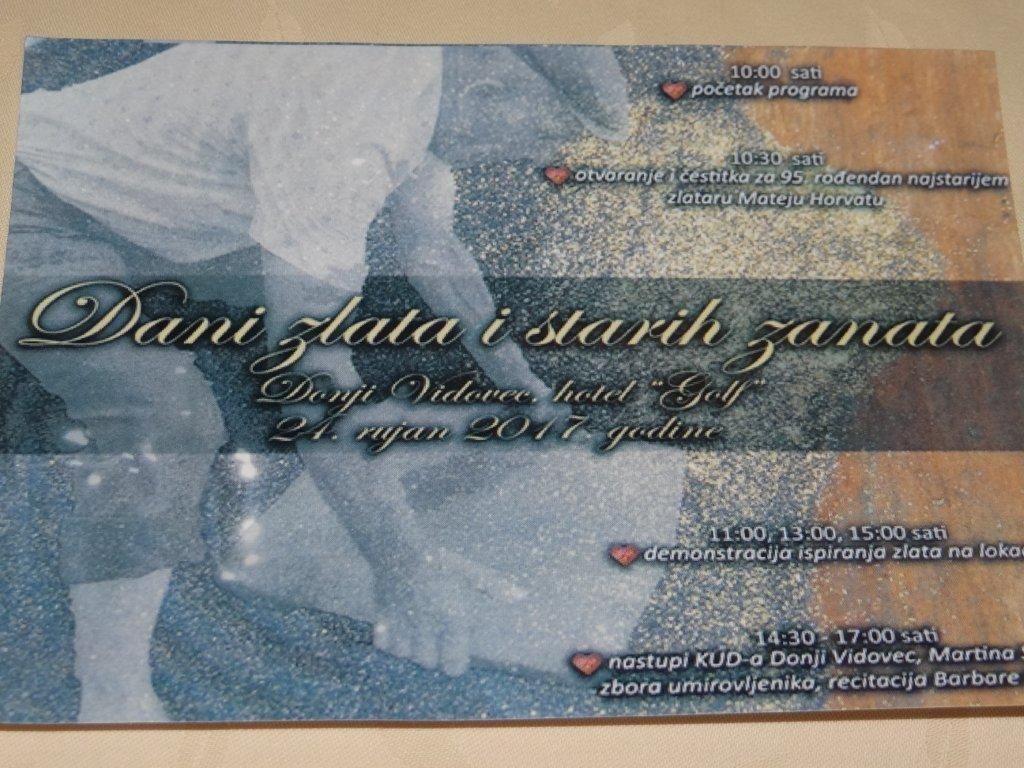 10:00 sati
početak programa
10:30 sati
otvaranje i čestitka za 95. rođendan najstarijem
zlataru Mateju Horvatu
Dani zlata i starih zanata
Donji Vidovec, hotel "Golf"
24. rujan 2017. godine
11:00, 13:00, 15:00 sati
demonstracija ispiranja zlata na
14:30 - 17:00 sati
nastupi KUD-a Donji Vidovec, Martina
zbora umirovljenika, recitacija Barbare